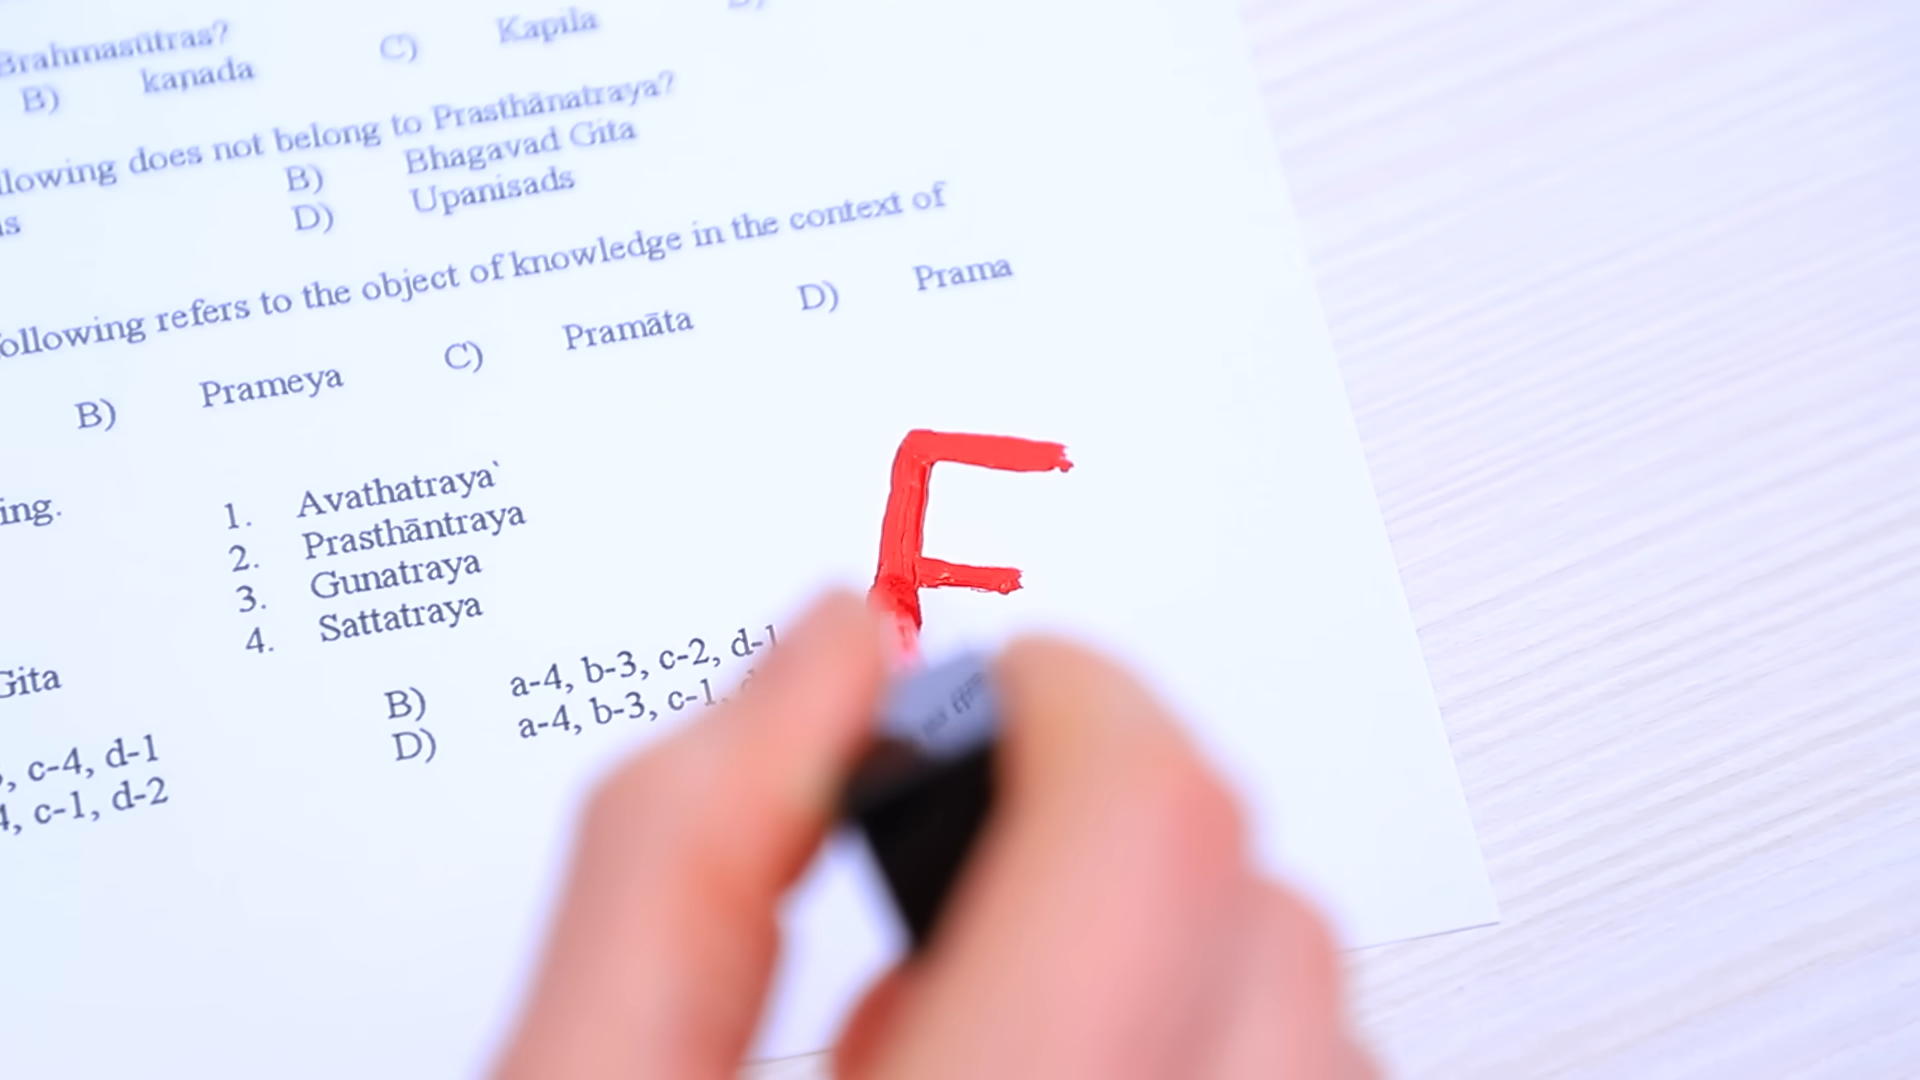 Brahmasūtras?
B) kaṇada C) Kapila
llowing does not belong to Prasthānatraya?
B) Bhagavad Gita
s D) Upanisads
ollowing refers to the object of knowledge in the context of
B) Prameya C) Pramāta D) Prama
ing. 1. Avathatraya`
2. Prasthāntraya
3. Gunatraya
4. Sattatraya
Gita
B) a-4, b-3, c-2, d-1
, c-4, d-1 D) a-4, b-3, c-1,
4, c-1, d-2
F